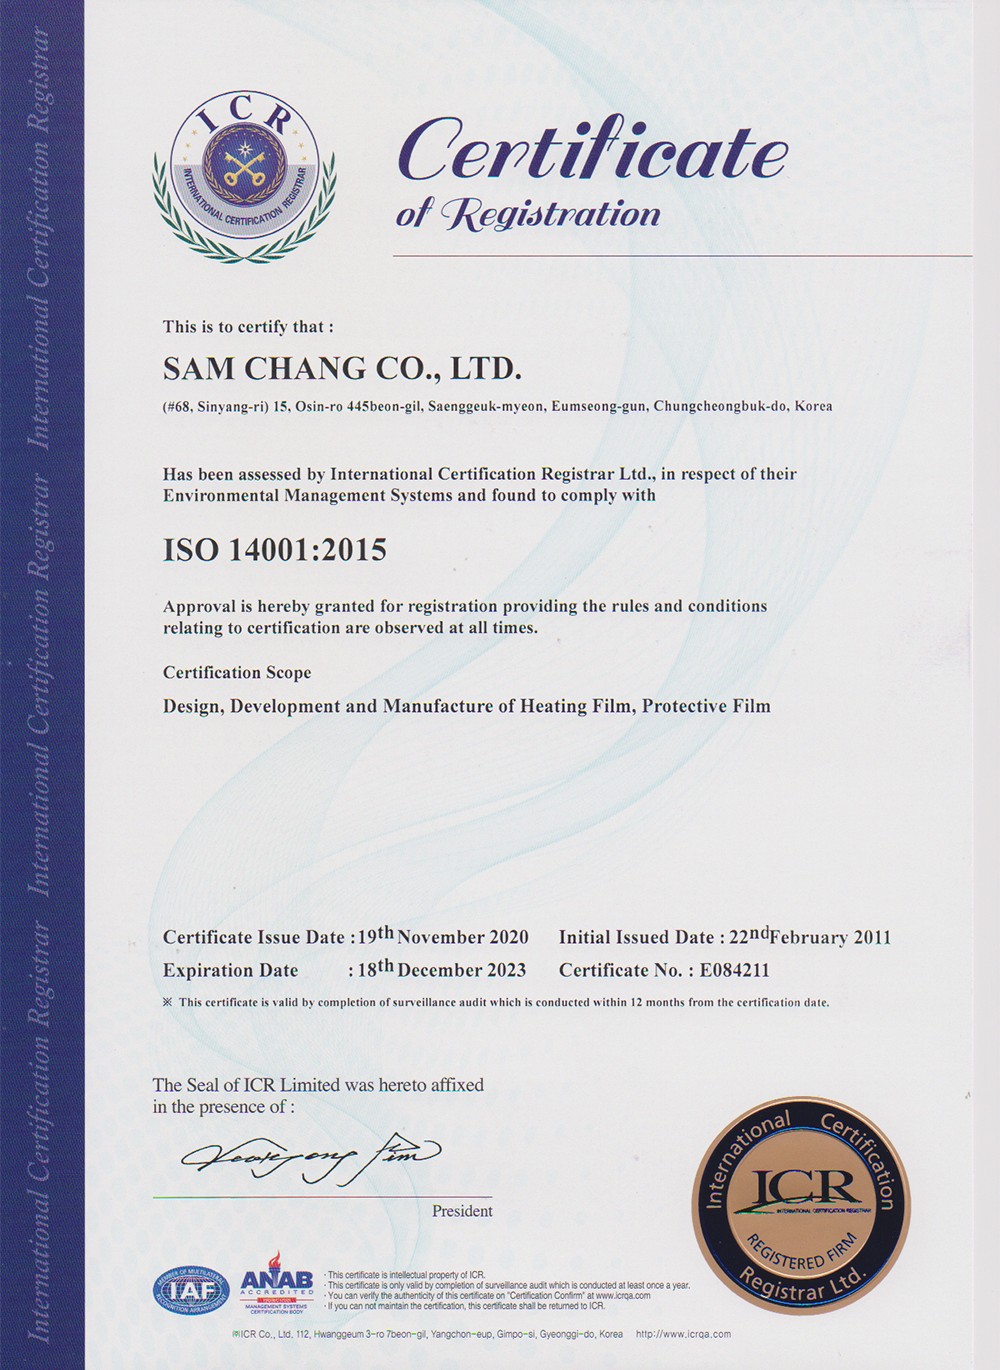 International Certification Registrar International Certification Registrar International Certification Registrar
ICR
INTERNATIONAL CERTIFICATION REGISTRAR
Certificate
of Registration
This is to certify that :
SAM CHANG CO., LTD.
(#68, Sinyang-ri) 15, Osin-ro 445beon-gil, Saenggeuk-myeon, Eumseong-gun, Chungcheongbuk-do, Korea
Has been assessed by International Certification Registrar Ltd., in respect of their
Environmental Management Systems and found to comply with
ISO 14001:2015
Approval is hereby granted for registration providing the rules and conditions
relating to certification are observed at all times.
Certification Scope
Design, Development and Manufacture of Heating Film, Protective Film
Certificate Issue Date : 19th November 2020 Initial Issued Date : 22nd February 2011
Expiration Date : 18th December 2023 Certificate No. : E084211
※ This certificate is valid by completion of surveillance audit which is conducted within 12 months from the certification date.
The Seal of ICR Limited was hereto affixed
in the presence of :
President
International Certification
ICR
INTERNATIONAL CERTIFICATION REGISTRAR
REGISTERED FIRM
Registrar Ltd.
MEMBER OF MULTILATERAL
IAF
RECOGNITION ARRANGEMENT
ANAB
ACCREDITED
MANAGEMENT SYSTEMS
CERTIFICATION BODY
· This certificate is intellectual property of ICR.
· This certificate is only valid by completion of surveillance audit which is conducted at least once a year.
· You can verify the authenticity of this certificate on "Certification Confirm" at www.icrqa.com
· If you can not maintain the certification, this certificate shall be returned to ICR.
㈜ICR Co., Ltd, 112, Hwanggeum 3-ro 7beon-gil, Yangchon-eup, Gimpo-si, Gyeonggi-do, Korea http://www.icrqa.com